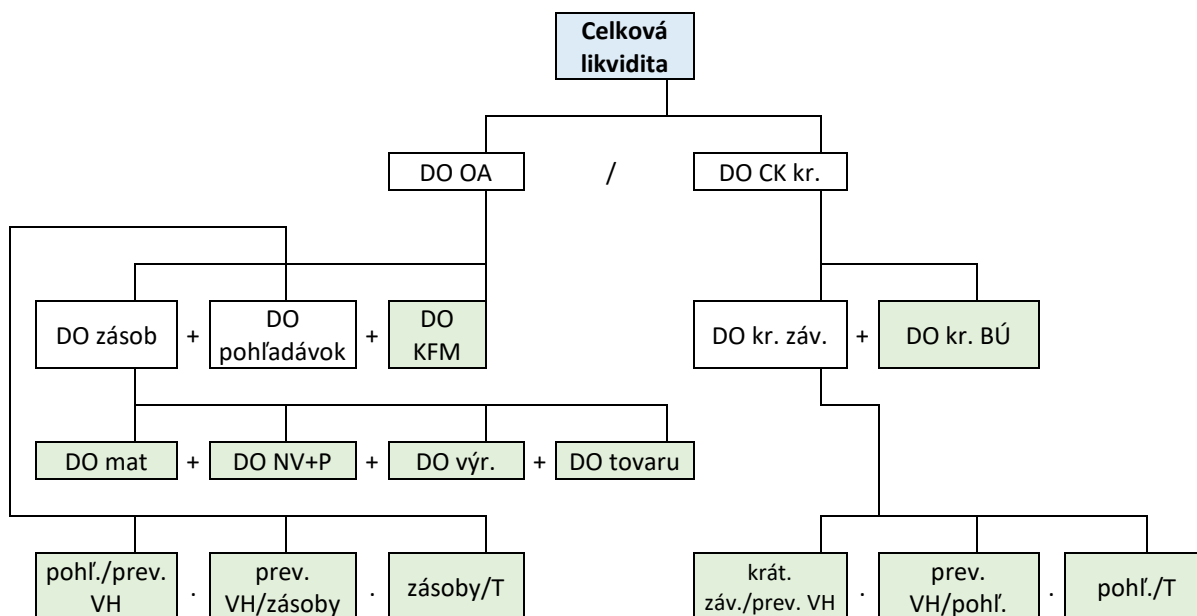 Celková
likvidita
DO OA / DO CK kr.
DO zásob + DO
pohľadávok + DO
KFM
DO kr. záv. + DO kr. BÚ
DO mat + DO NV+P + DO výr. + DO tovaru
pohľ./prev.
VH . prev.
VH/zásoby . zásoby/T
krát.
záv./prev. VH . prev.
VH/pohľ. . pohľ./T